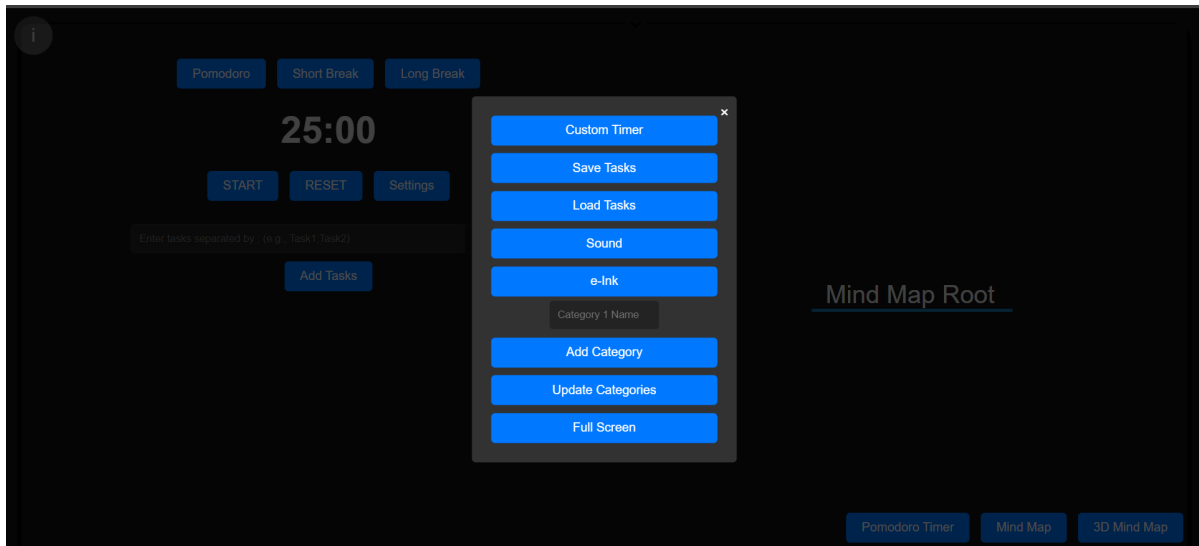 i
Pomodoro Short Break Long Break
25:00
START RESET Settings
Enter tasks separated by , (e.g., Task1,Task2)
Add Tasks
×
Custom Timer
Save Tasks
Load Tasks
Sound
e-Ink
Category 1 Name
Add Category
Update Categories
Full Screen
Mind Map Root
Pomodoro Timer Mind Map 3D Mind Map